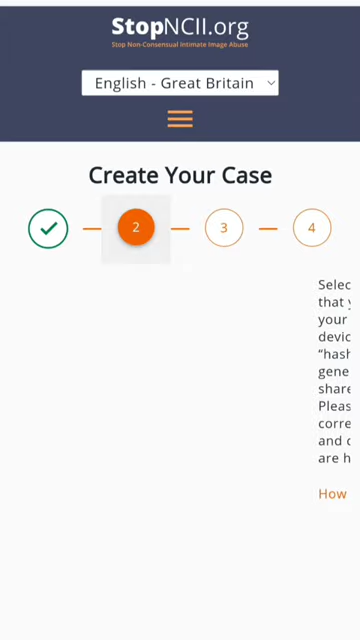 StopNCII.org
Stop Non-Consensual Intimate Image Abuse
English - Great Britain
Create Your Case
2
3
4
Selec
that y
your
devic
“hash
gene
share
Pleas
corre
and c
are h
How